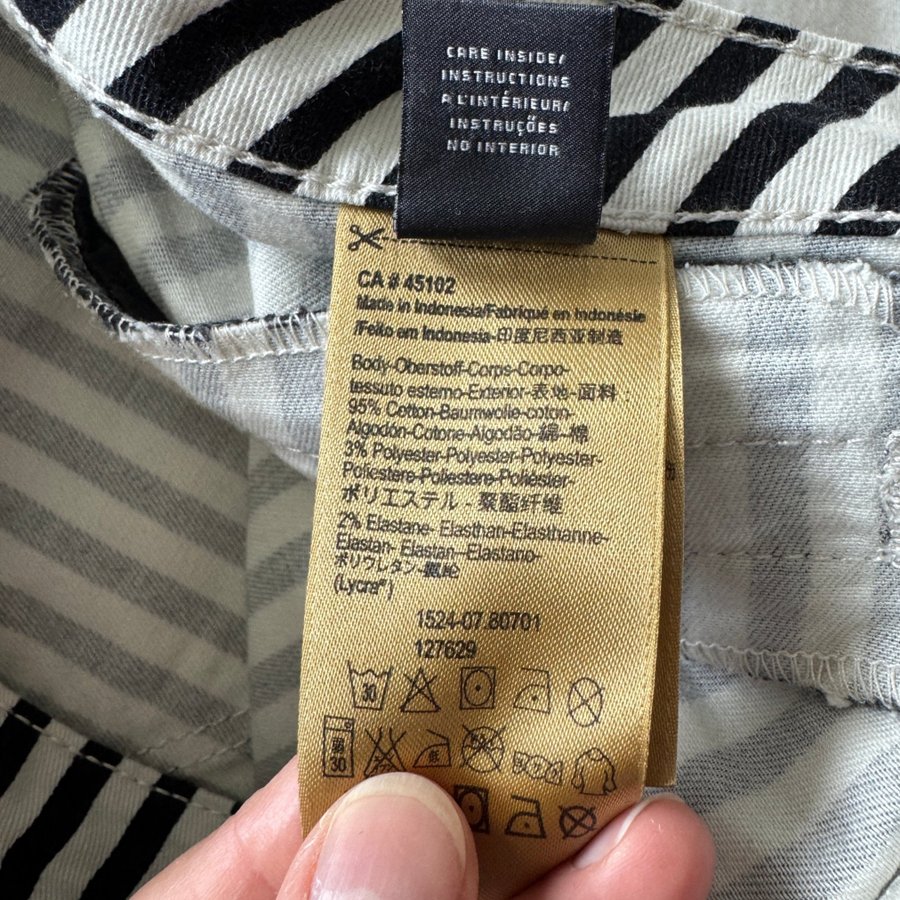 CARE INSIDE/
INSTRUCTIONS
A L'INTÉRIEUR/
INSTRUÇÕES
NO INTERIOR
CA # 45102
Made in Indonesia/Fabriqué en Indonésie
/Feito em Indonesia-印度尼西亚制造
Body-Oberstoff-Corps-Corpo-
tessuto esterno-Exterior-表地-面料:
95% Cotton-Baumwolle-coton-
Algodón-Cotone-Algodão-綿-棉
3% Polyester-Polyester-Polyester-
Poliestere-Poliestere-Poliéster-
ポリエステル-聚酯纤维
2% Elastane- Elasthan-Elasthanne-
Elastan- Elastan--Elastano-
ポリウレタン-氨纶
(Lycra®)
1524-07.80701
127629
30
30